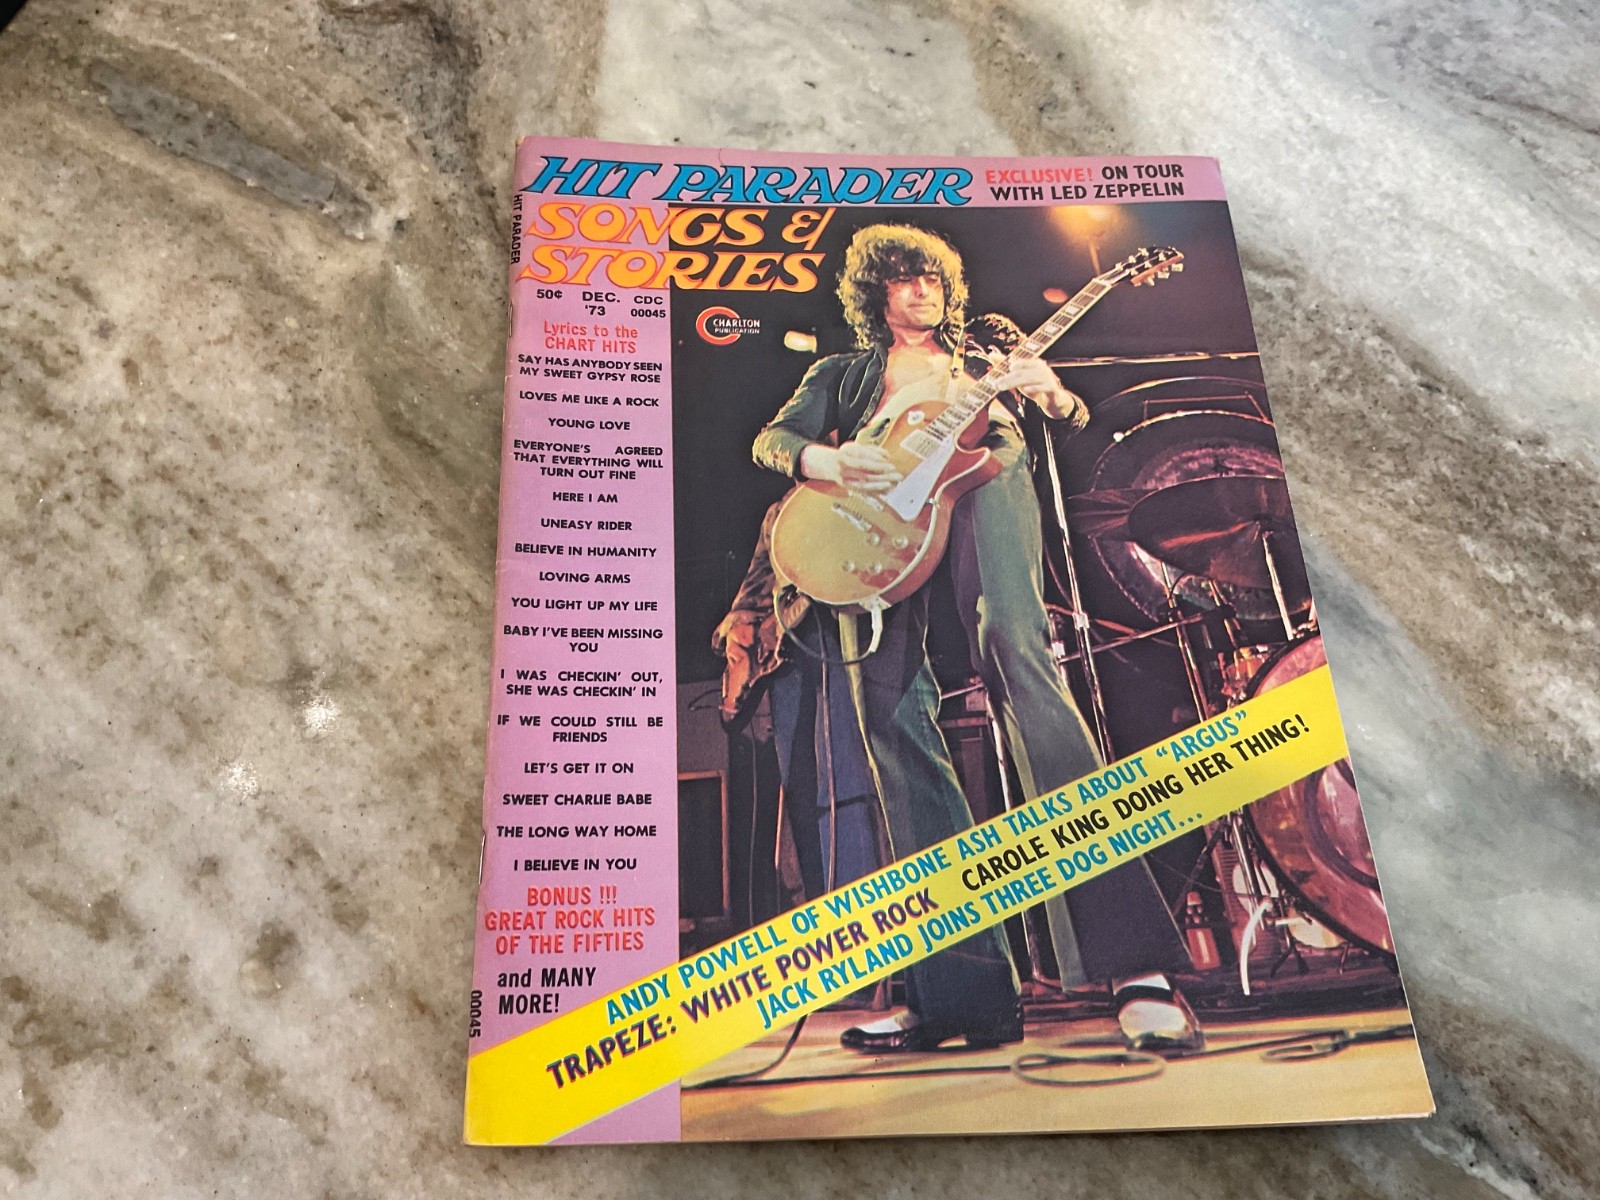 HIT PARADER
EXCLUSIVE! ON TOUR
WITH LED ZEPPELIN
HIT PARADER
SONGS &
STORIES
50¢ DEC. CDC
'73 00045
CHARLTON
PUBLICATION
Lyrics to the
CHART HITS
SAY HAS ANYBODY SEEN
MY SWEET GYPSY ROSE
LOVES ME LIKE A ROCK
YOUNG LOVE
EVERYONE'S AGREED
THAT EVERYTHING WILL
TURN OUT FINE
HERE I AM
UNEASY RIDER
BELIEVE IN HUMANITY
LOVING ARMS
YOU LIGHT UP MY LIFE
BABY I'VE BEEN MISSING
YOU
I WAS CHECKIN' OUT,
SHE WAS CHECKIN' IN
IF WE COULD STILL BE
FRIENDS
LET'S GET IT ON
SWEET CHARLIE BABE
THE LONG WAY HOME
I BELIEVE IN YOU
BONUS !!!
GREAT ROCK HITS
OF THE FIFTIES
and MANY
MORE!
00045
ANDY POWELL OF WISHBONE ASH TALKS ABOUT "ARGUS"
TRAPEZE: WHITE POWER ROCK CAROLE KING DOING HER THING!
JACK RYLAND JOINS THREE DOG NIGHT...